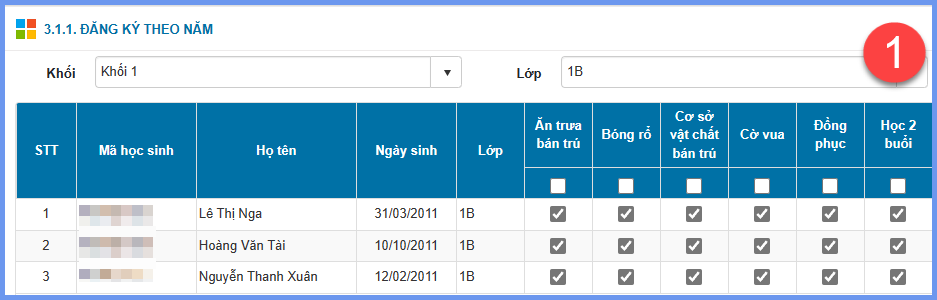 3.1.1. ĐĂNG KÝ THEO NĂM
1
Khối Khối 1 Lớp 1B
STT Mã học sinh Họ tên Ngày sinh Lớp Ăn trưa bán trú Bóng rổ Cơ sở vật chất bán trú Cờ vua Đồng phục Học 2 buổi
1 Lê Thị Nga 31/03/2011 1B
2 Hoàng Văn Tài 10/10/2011 1B
3 Nguyễn Thanh Xuân 12/02/2011 1B